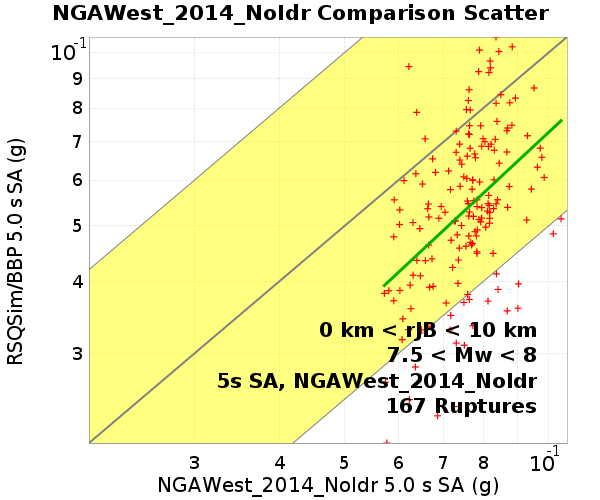 NGAWest_2014_NoIdr Comparison Scatter
RSQSim/BBP 5.0 s SA (g)
10^-1
9
8
7
6
5
4
3
0 km < rJB < 10 km
7.5 < Mw < 8
5s SA, NGAWest_2014_NoIdr
167 Ruptures
3 4 5 6 7 8 9 10^-1
NGAWest_2014_NoIdr 5.0 s SA (g)